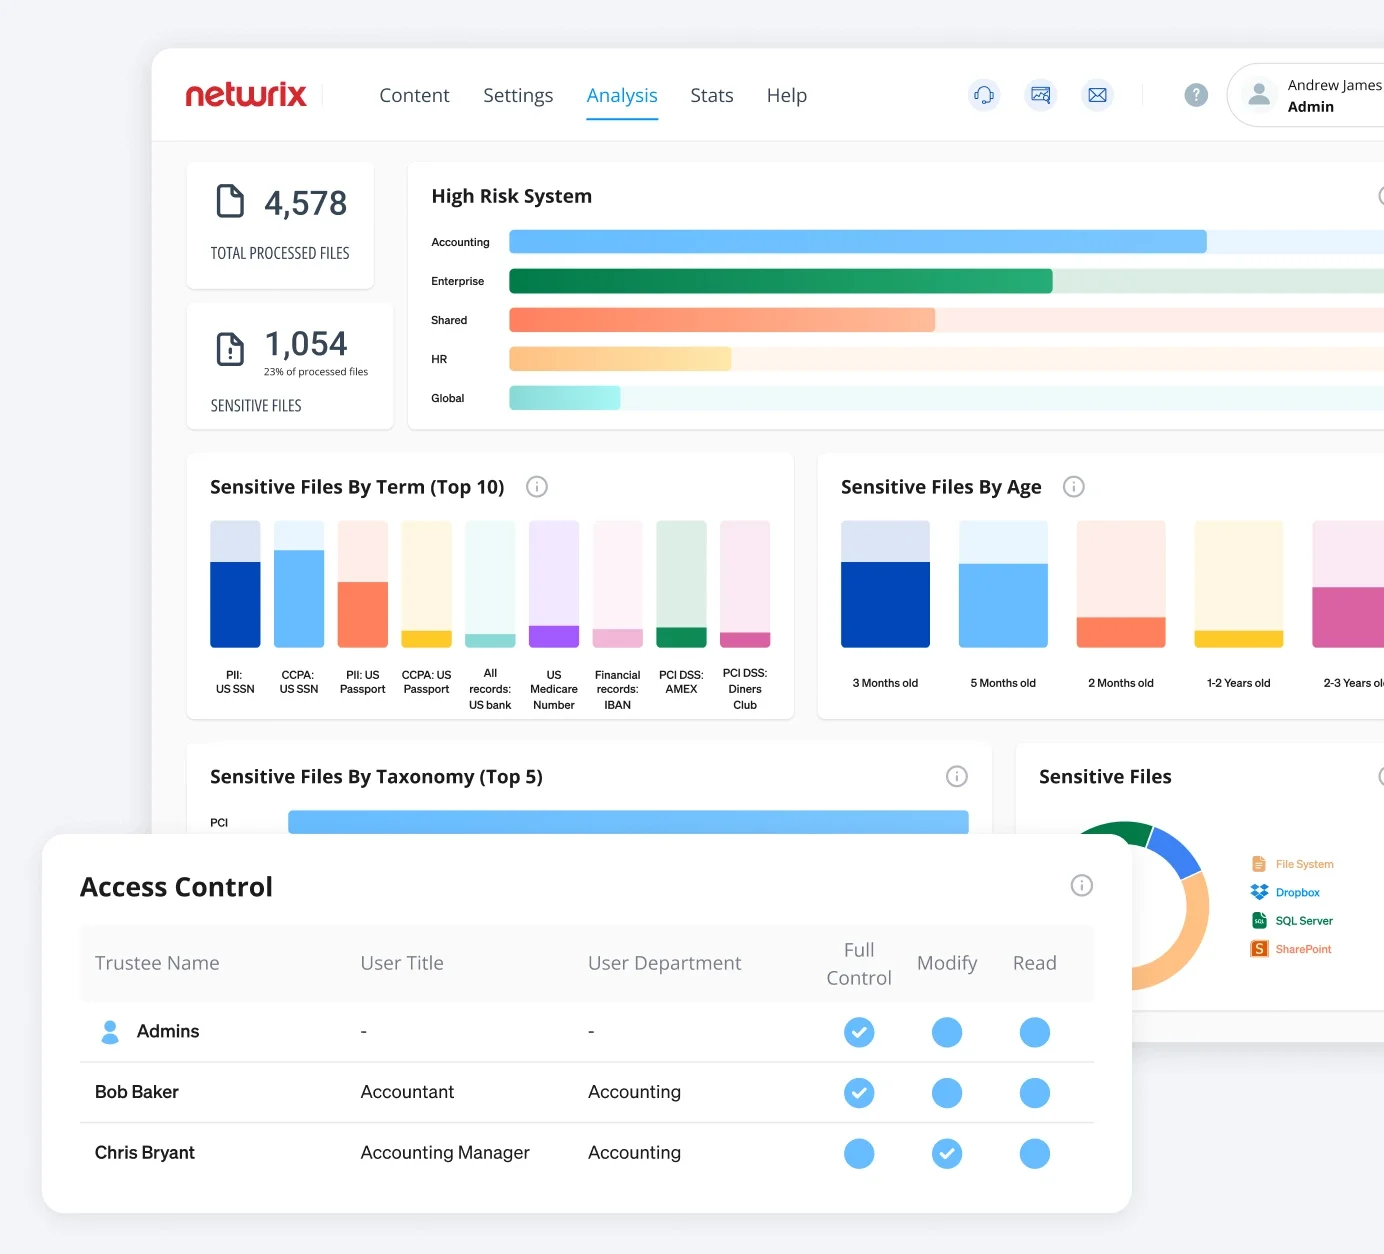 netwrix
Content
Settings
Analysis
Stats
Help
?
Andrew James
Admin
4,578
TOTAL PROCESSED FILES
1,054
23% of processed files
SENSITIVE FILES
High Risk System
Accounting
Enterprise
Shared
HR
Global
Sensitive Files By Term (Top 10)
PII:
US SSN
CCPA:
US SSN
PII: US
Passport
CCPA: US
Passport
All
records:
US bank
US
Medicare
Number
Financial
records:
IBAN
PCI DSS:
AMEX
PCI DSS:
Diners
Club
Sensitive Files By Age
3 Months old
5 Months old
2 Months old
1-2 Years old
2-3 Years ol
Sensitive Files By Taxonomy (Top 5)
PCI
Sensitive Files
File System
Dropbox
SQL
SQL Server
S
SharePoint
Access Control
Trustee Name
User Title
User Department
Full
Control
Modify
Read
Admins
-
-
Bob Baker
Accountant
Accounting
Chris Bryant
Accounting Manager
Accounting